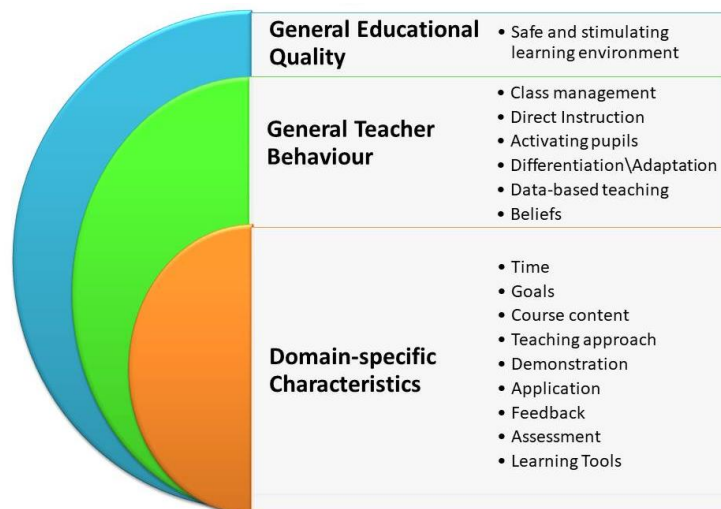 General Educational
Quality
• Safe and stimulating
learning environment
General Teacher
Behaviour
• Class management
• Direct Instruction
• Activating pupils
• Differentiation\Adaptation
• Data-based teaching
• Beliefs
Domain-specific
Characteristics
• Time
• Goals
• Course content
• Teaching approach
• Demonstration
• Application
• Feedback
• Assessment
• Learning Tools